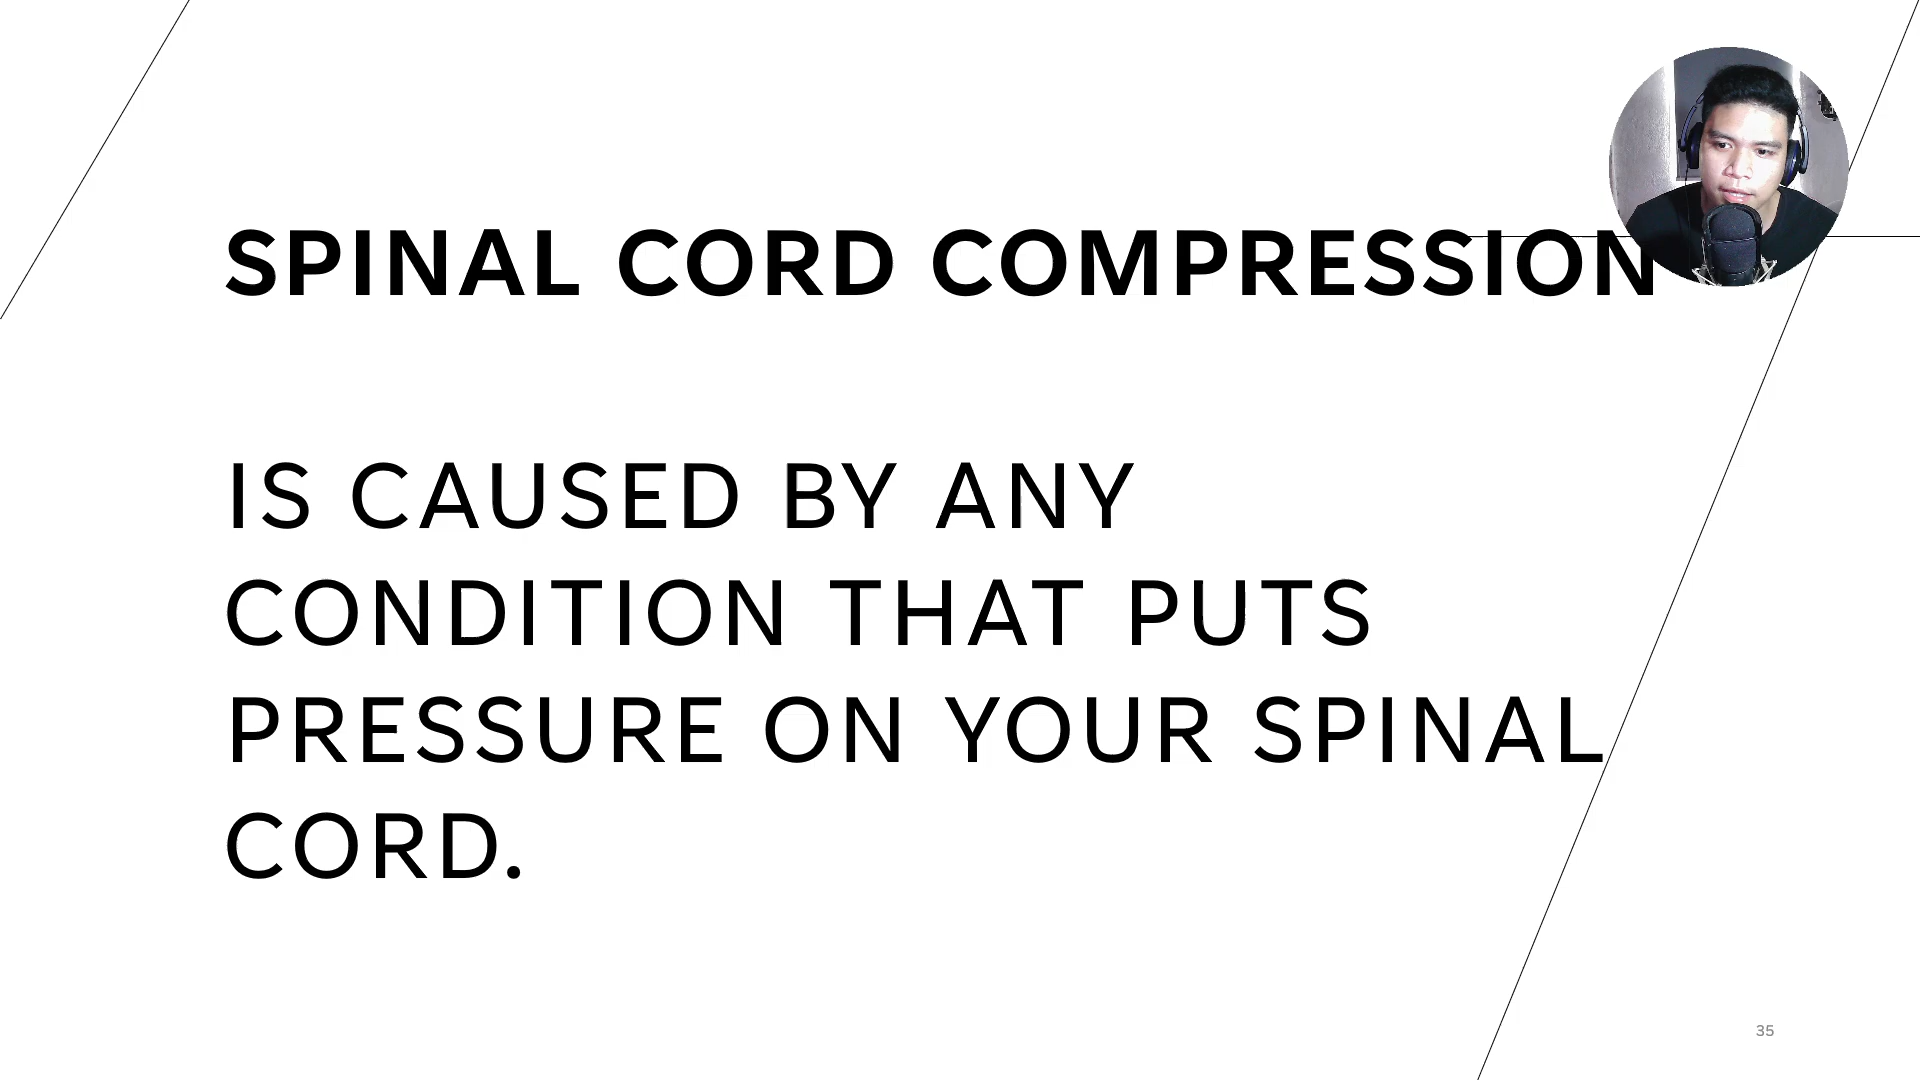 SPINAL CORD COMPRESSION
IS CAUSED BY ANY
CONDITION THAT PUTS
PRESSURE ON YOUR SPINAL
CORD.
35